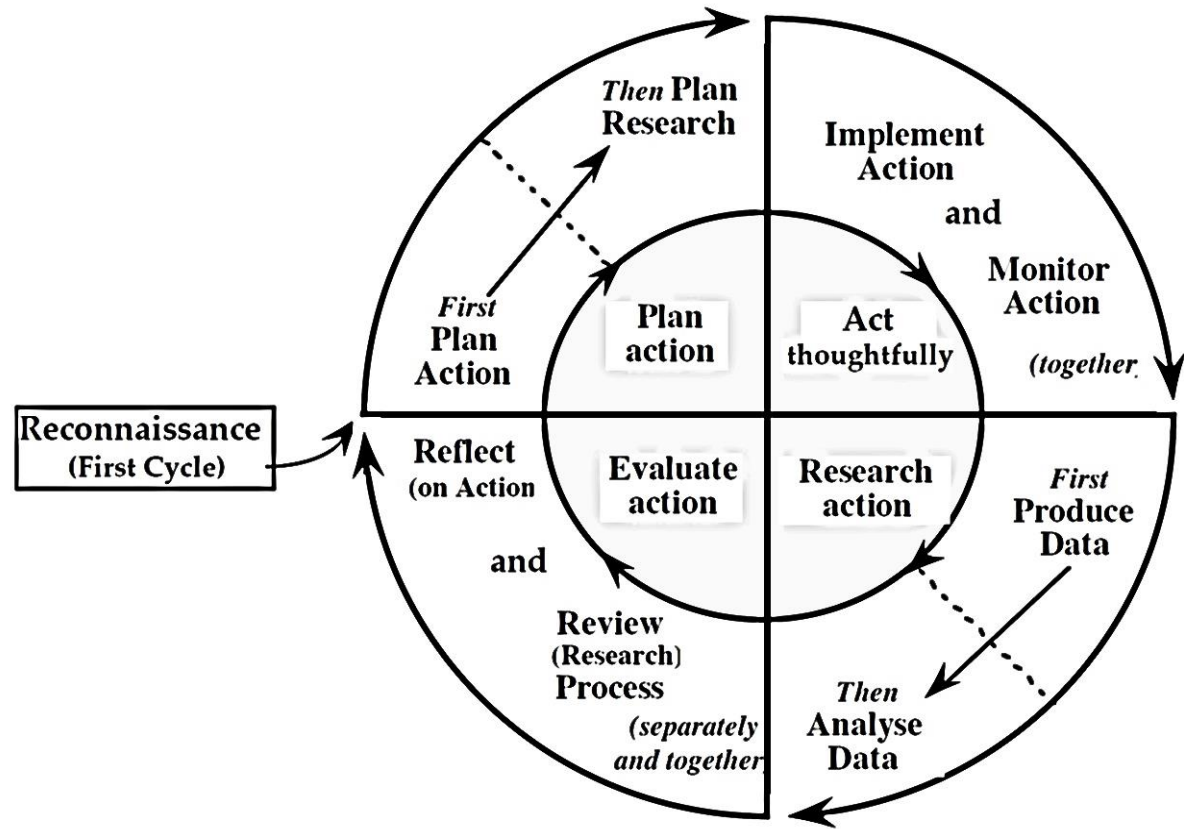 Then Plan
Research
Implement
Action
and
Monitor
Action
(together
First
Plan
Action
Plan
action
Act
thoughtfully
Reconnaissance
(First Cycle)
Reflect
(on Action
and
Review
(Research)
Process
(separately
and together
Evaluate
action
Research
action
First
Produce
Data
Then
Analyse
Data